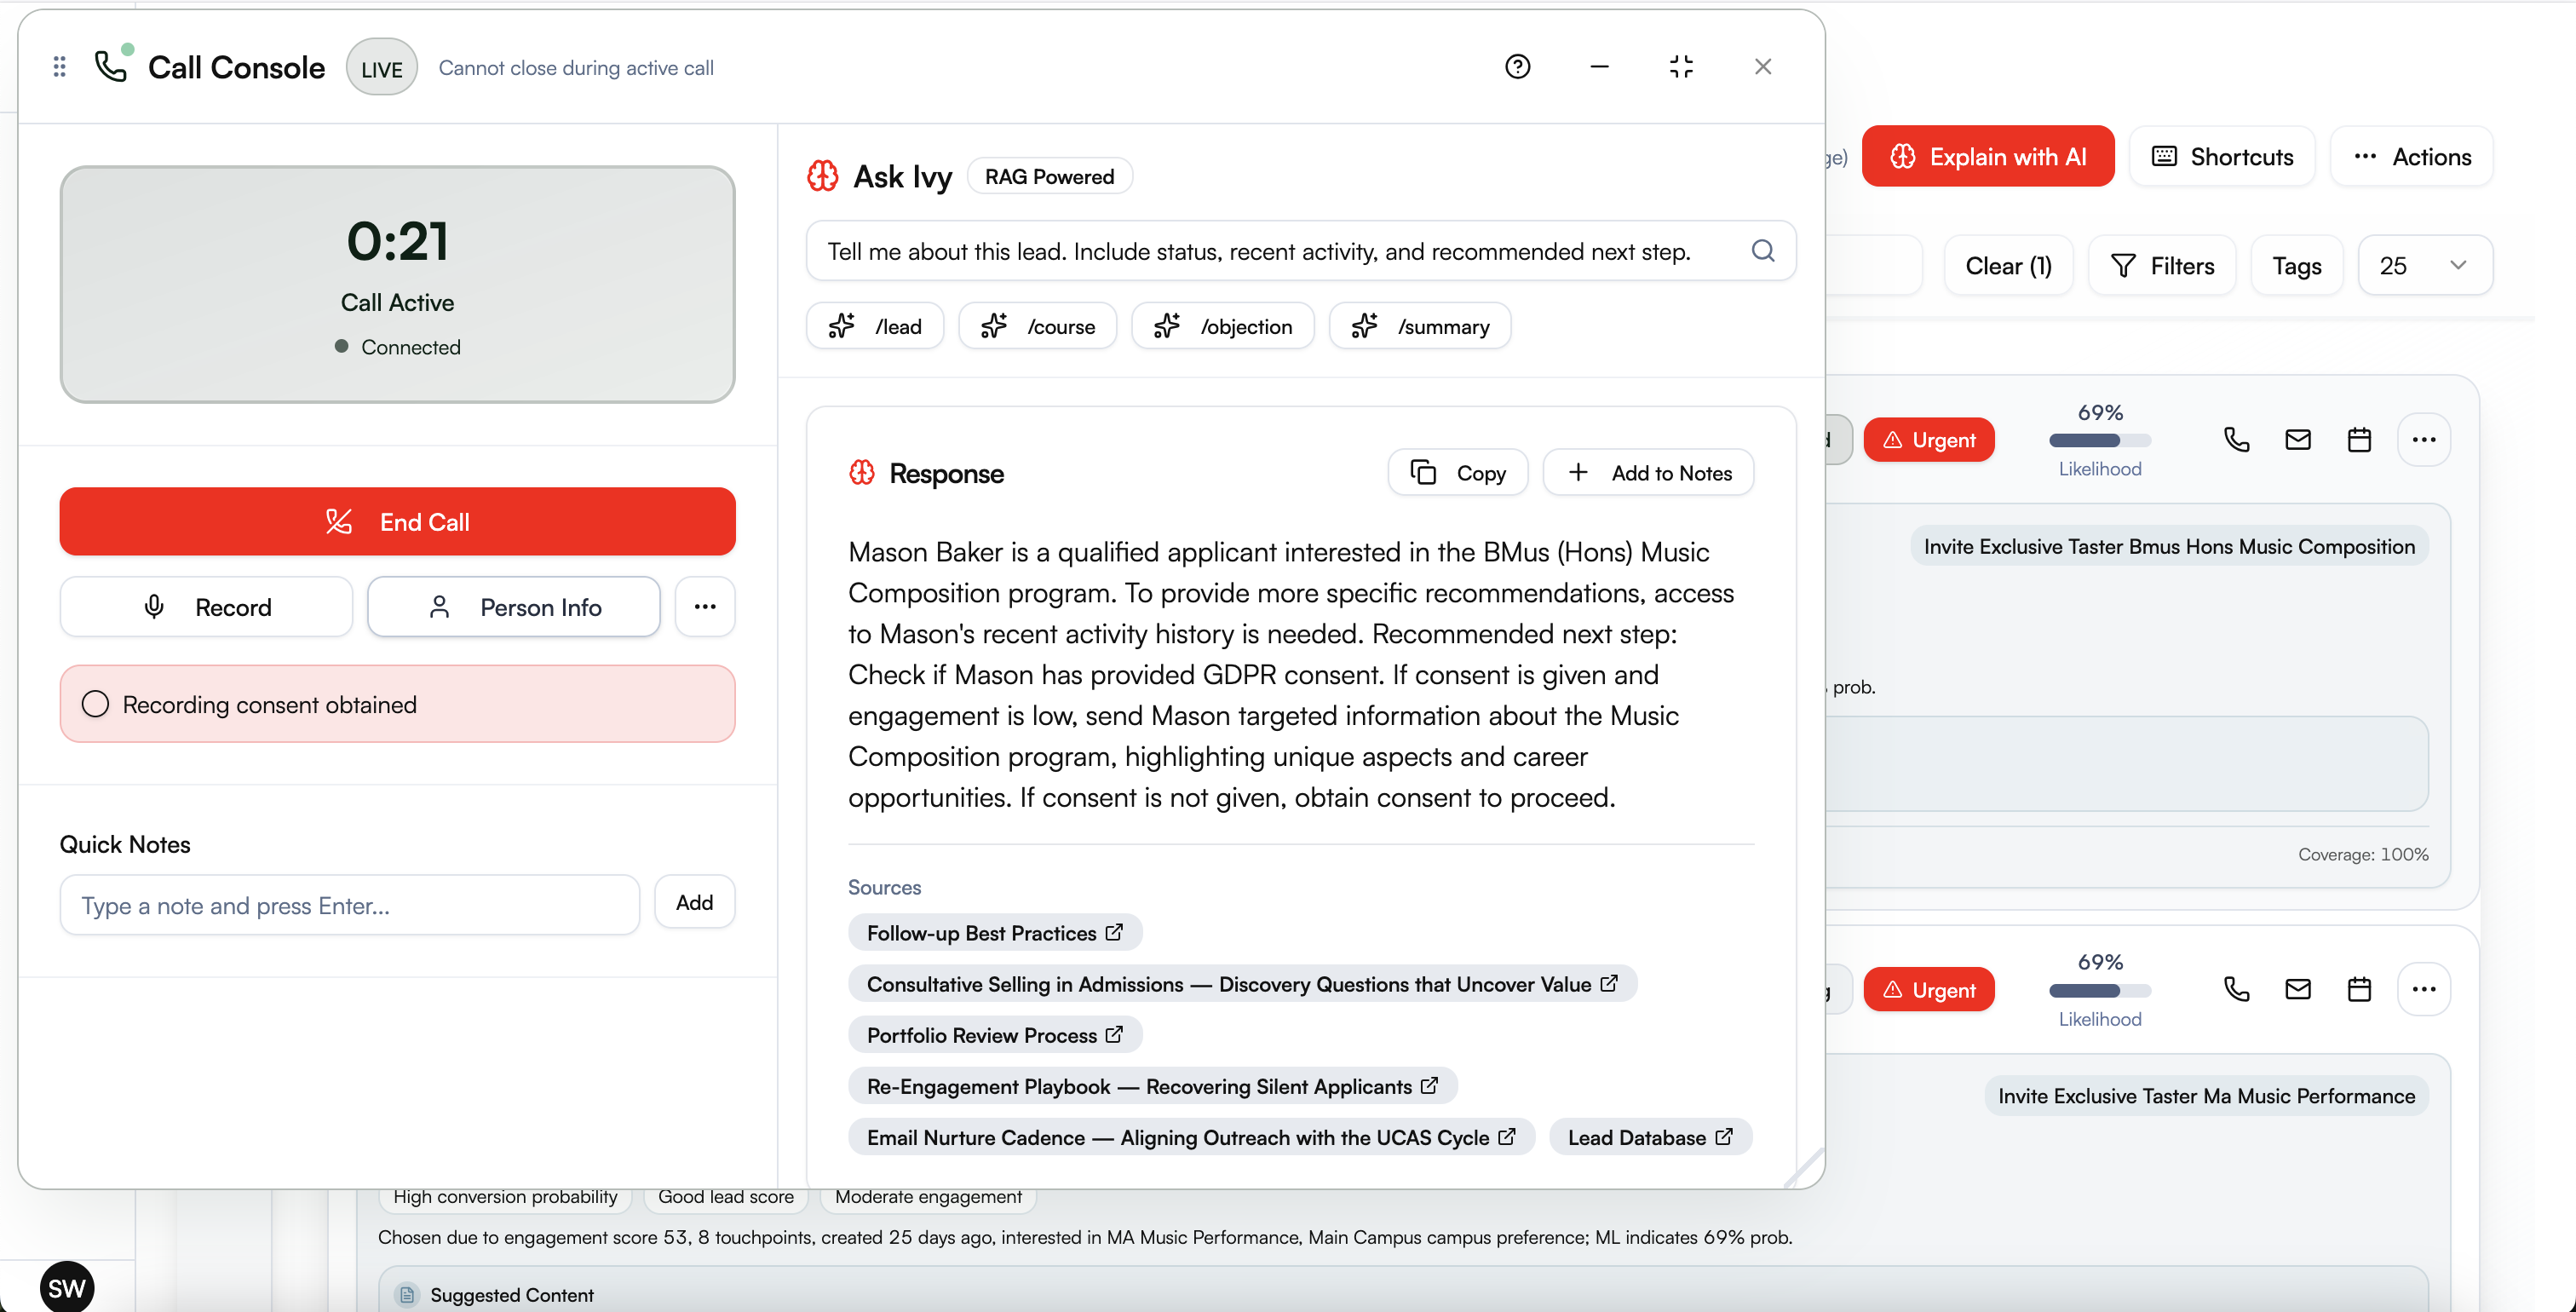 Call Console
LIVE
Cannot close during active call
0:21
Call Active
Connected
End Call
Record
Person Info
Recording consent obtained
Quick Notes
Type a note and press Enter...
Add
Ask Ivy
RAG Powered
Tell me about this lead. Include status, recent activity, and recommended next step.
/lead
/course
/objection
/summary
Response
Copy
Add to Notes
Mason Baker is a qualified applicant interested in the BMus (Hons) Music
Composition program. To provide more specific recommendations, access
to Mason's recent activity history is needed. Recommended next step:
Check if Mason has provided GDPR consent. If consent is given and
engagement is low, send Mason targeted information about the Music
Composition program, highlighting unique aspects and career
opportunities. If consent is not given, obtain consent to proceed.
Sources
Follow-up Best Practices
Consultative Selling in Admissions — Discovery Questions that Uncover Value
Portfolio Review Process
Re-Engagement Playbook — Recovering Silent Applicants
Email Nurture Cadence — Aligning Outreach with the UCAS Cycle
Lead Database
Explain with AI
Shortcuts
Actions
Clear (1)
Filters
Tags
25
Urgent
69%
Likelihood
Invite Exclusive Taster Bmus Hons Music Composition
prob.
Coverage: 100%
Urgent
69%
Likelihood
Invite Exclusive Taster Ma Music Performance
High conversion probability
Good lead score
Moderate engagement
Chosen due to engagement score 53, 8 touchpoints, created 25 days ago, interested in MA Music Performance, Main Campus campus preference; ML indicates 69% prob.
Suggested Content
SW